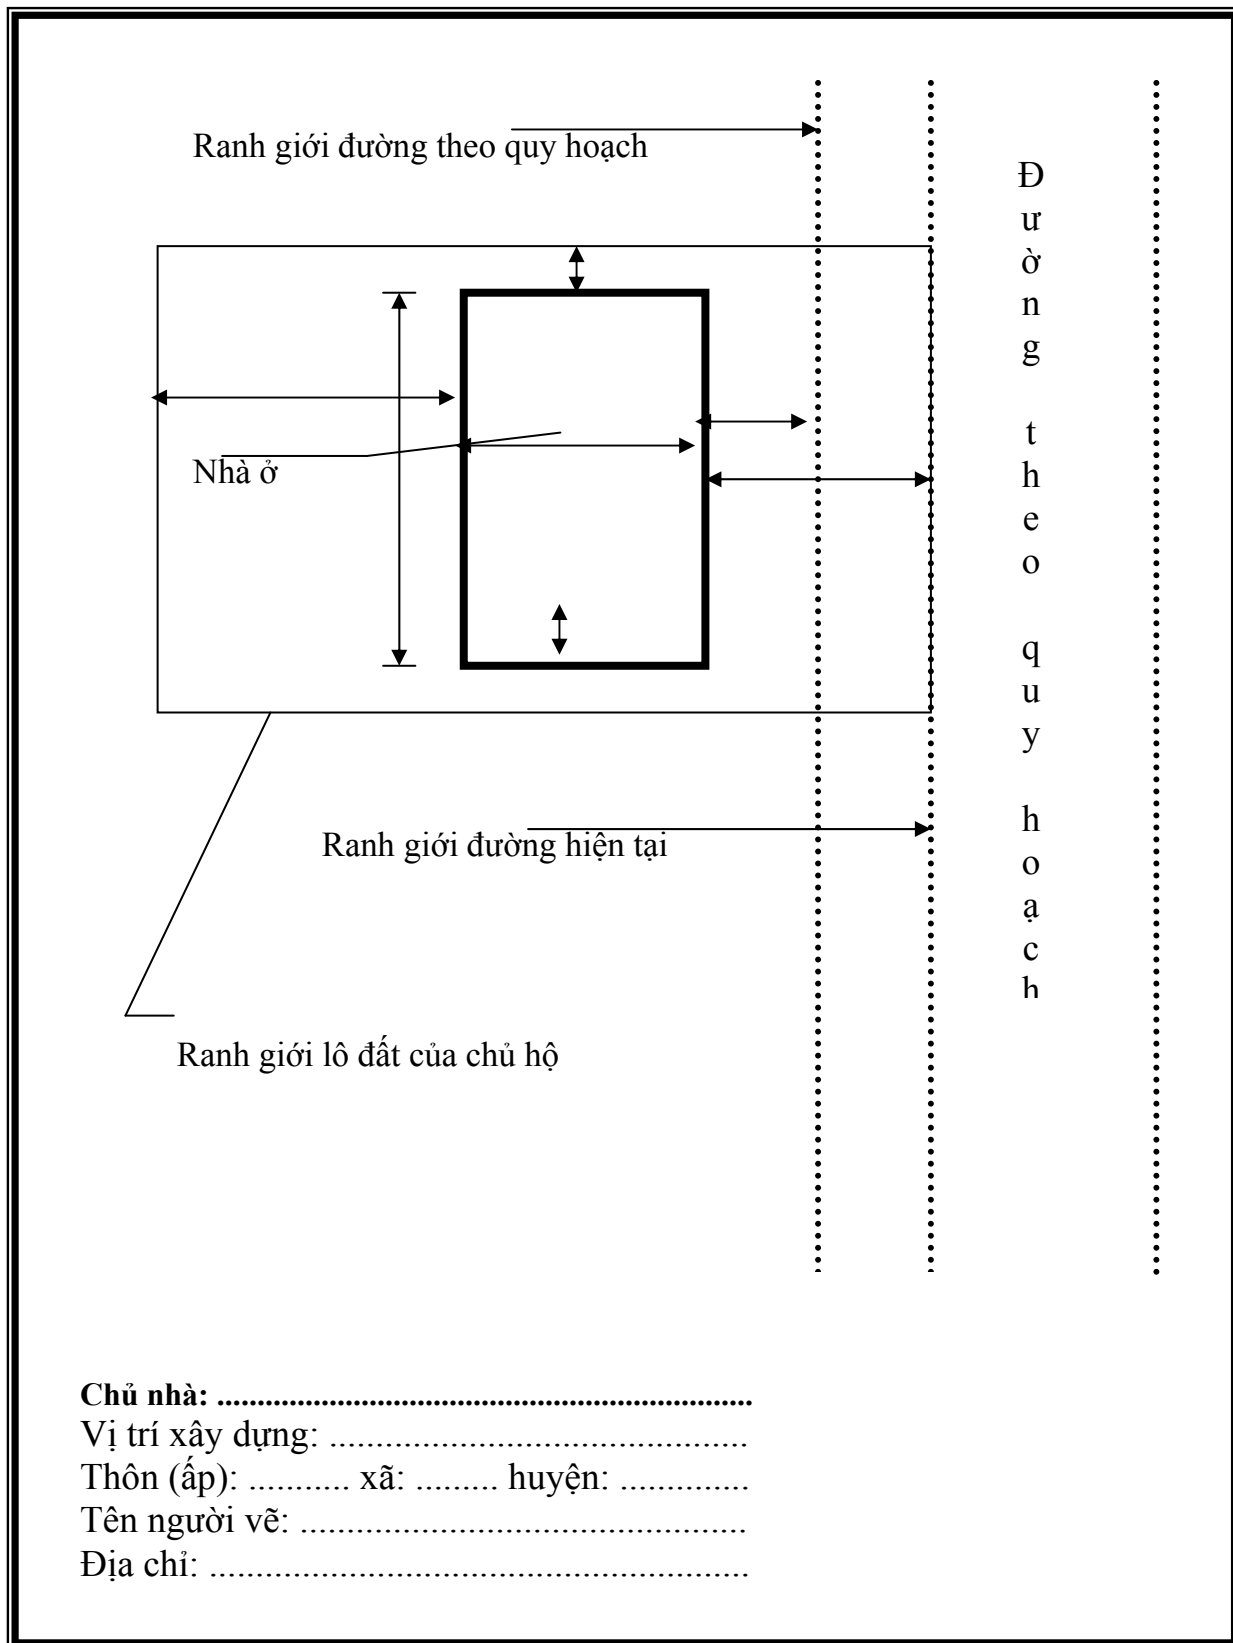 Ranh giới đường theo quy hoạch
Đường theo quy hoạch
Nhà ở
Ranh giới đường hiện tại
Ranh giới lô đất của chủ hộ
Chủ nhà: ....................................................................
Vị trí xây dựng: .............................................
Thôn (ấp): ........... xã: ......... huyện: ..............
Tên người vẽ: ................................................
Địa chỉ: ..........................................................